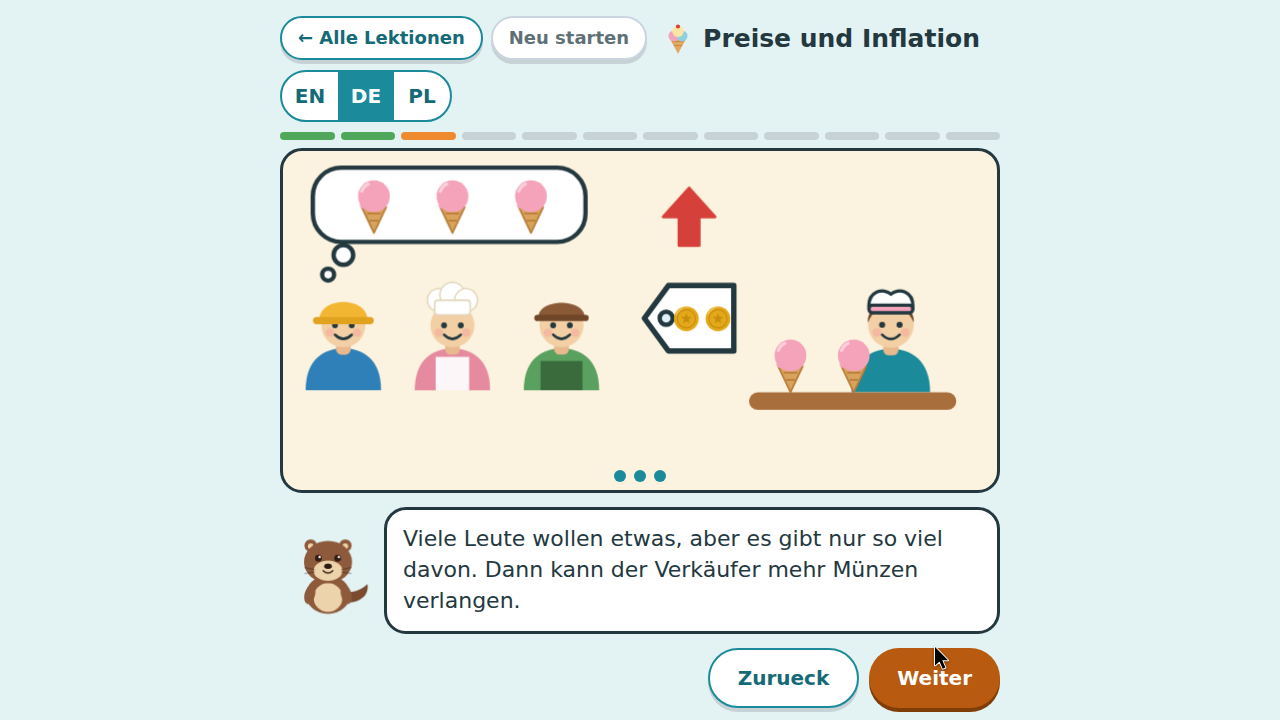 ← Alle Lektionen
Neu starten
Preise und Inflation
EN DE PL
Viele Leute wollen etwas, aber es gibt nur so viel
davon. Dann kann der Verkäufer mehr Münzen
verlangen.
Zurueck
Weiter